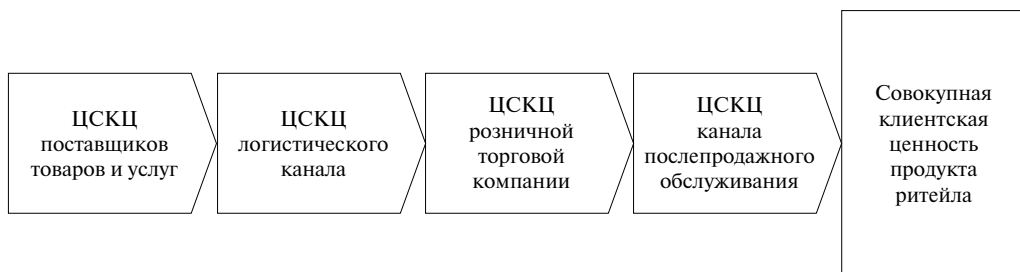 ЦСКЦ
поставщиков
товаров и услуг
ЦСКЦ
логистического
канала
ЦСКЦ
розничной
торговой
компании
ЦСКЦ
канала
послепродажного
обслуживания
Совокупная
клиентская
ценность
продукта
ритейла